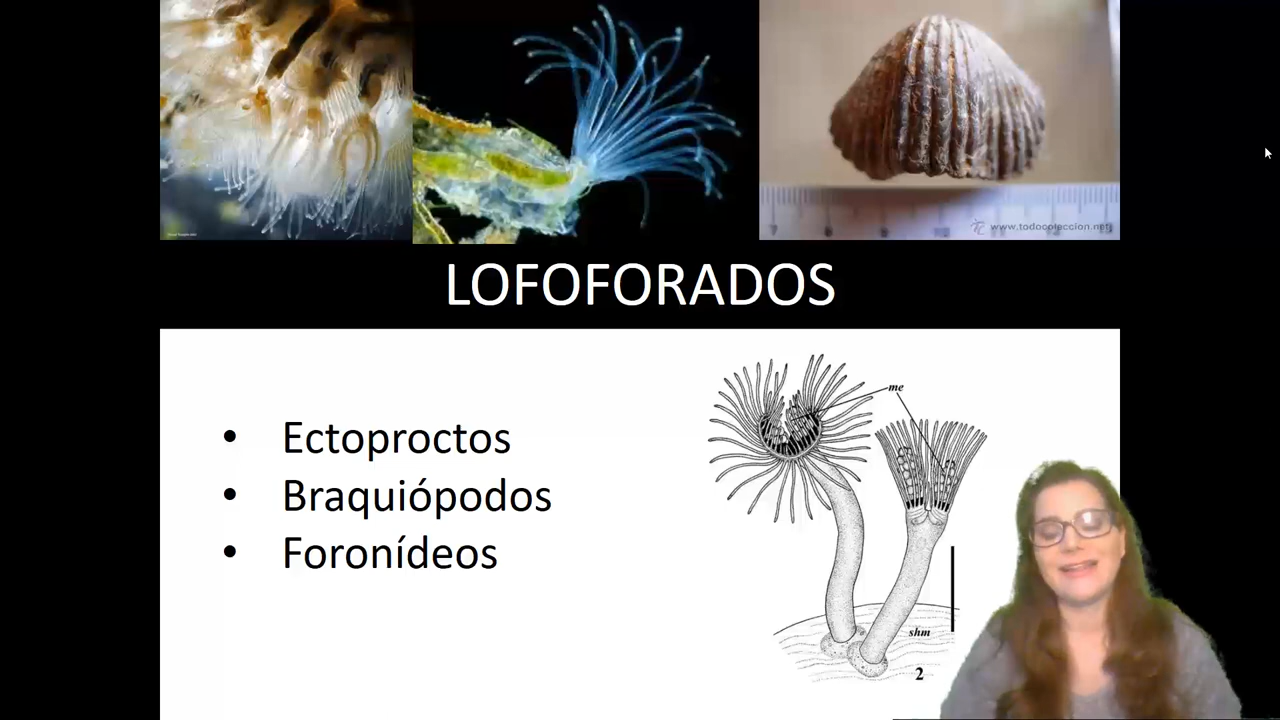 www.todocoleccion.net
LOFOFORADOS
• Ectoproctos
• Braquiópodos
• Foronídeos
me
shm
2